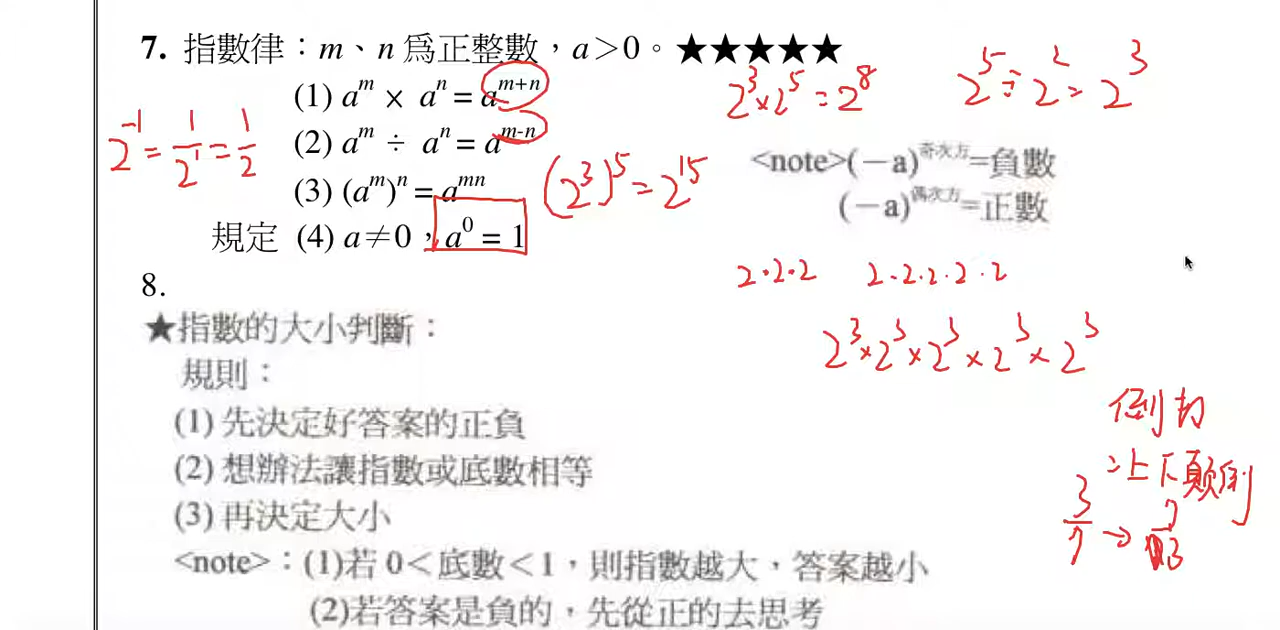 7. 指數律：m、n 為正整數，a＞0。★★★★★
(1) a^m × a^n = a^{m+n}
2^3 × 2^5 = 2^8
2^5 ÷ 2^2 = 2^3
2^{-1} = 1/2^1 = 1/2
(2) a^m ÷ a^n = a^{m-n}
<note>(－a)^{奇次方}=負數
(3) (a^m)^n = a^{mn}
(2^3)^5 = 2^15
(－a)^{偶次方}=正數
規定 (4) a≠0，a^0 = 1
2·2·2 2·2·2·2·2
8.
★指數的大小判斷：
2^3 × 2^3 × 2^3 × 2^3 × 2^3
規則：
(1) 先決定好答案的正負
倒
(2) 想辦法讓指數或底數相等
上下顛倒
(3) 再決定大小
<note>：(1)若 0＜底數＜1，則指數越大，答案越小
(2)若答案是負的，先從正的去思考